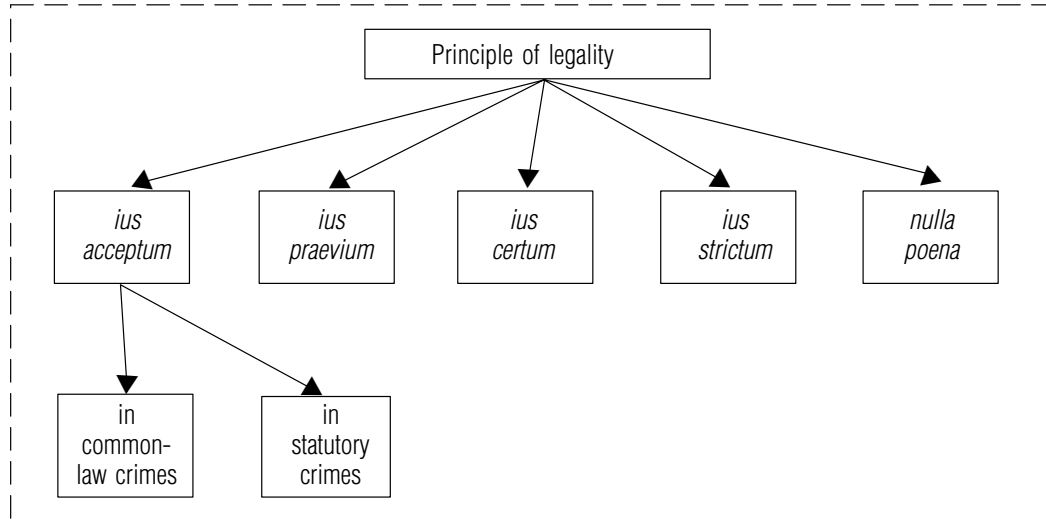 Principle of legality
ius
acceptum
ius
praevium
ius
certum
ius
strictum
nulla
poena
in
common-
law crimes
in
statutory
crimes